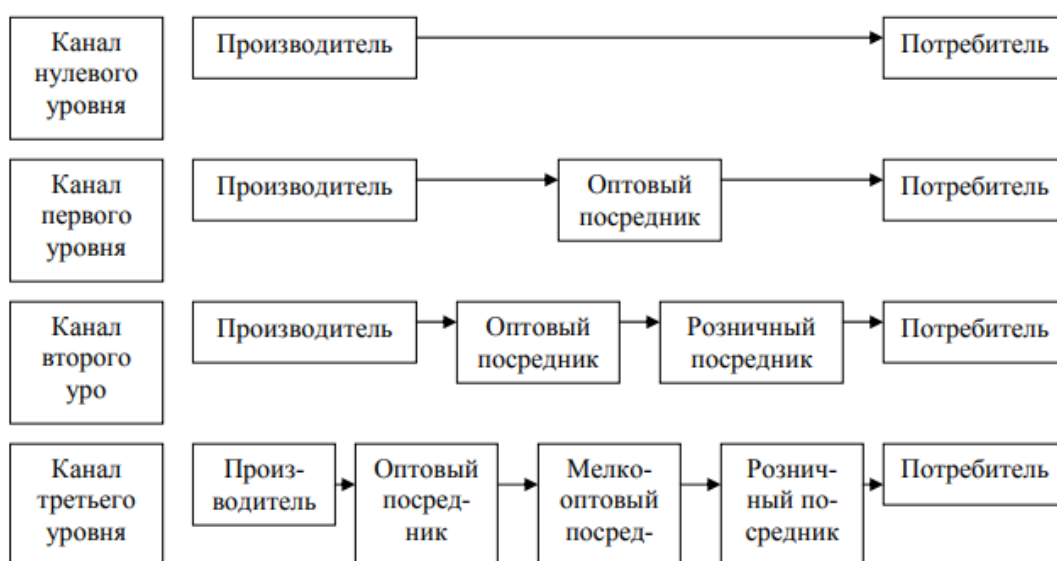 Канал
нулевого
уровня
Производитель
Потребитель
Канал
первого
уровня
Производитель
Оптовый
посредник
Потребитель
Канал
второго
уро
Производитель
Оптовый
посредник
Розничный
посредник
Потребитель
Канал
третьего
уровня
Произ-
водитель
Оптовый
посред-
ник
Мелко-
оптовый
посред-
Рознич-
ный по-
средник
Потребитель